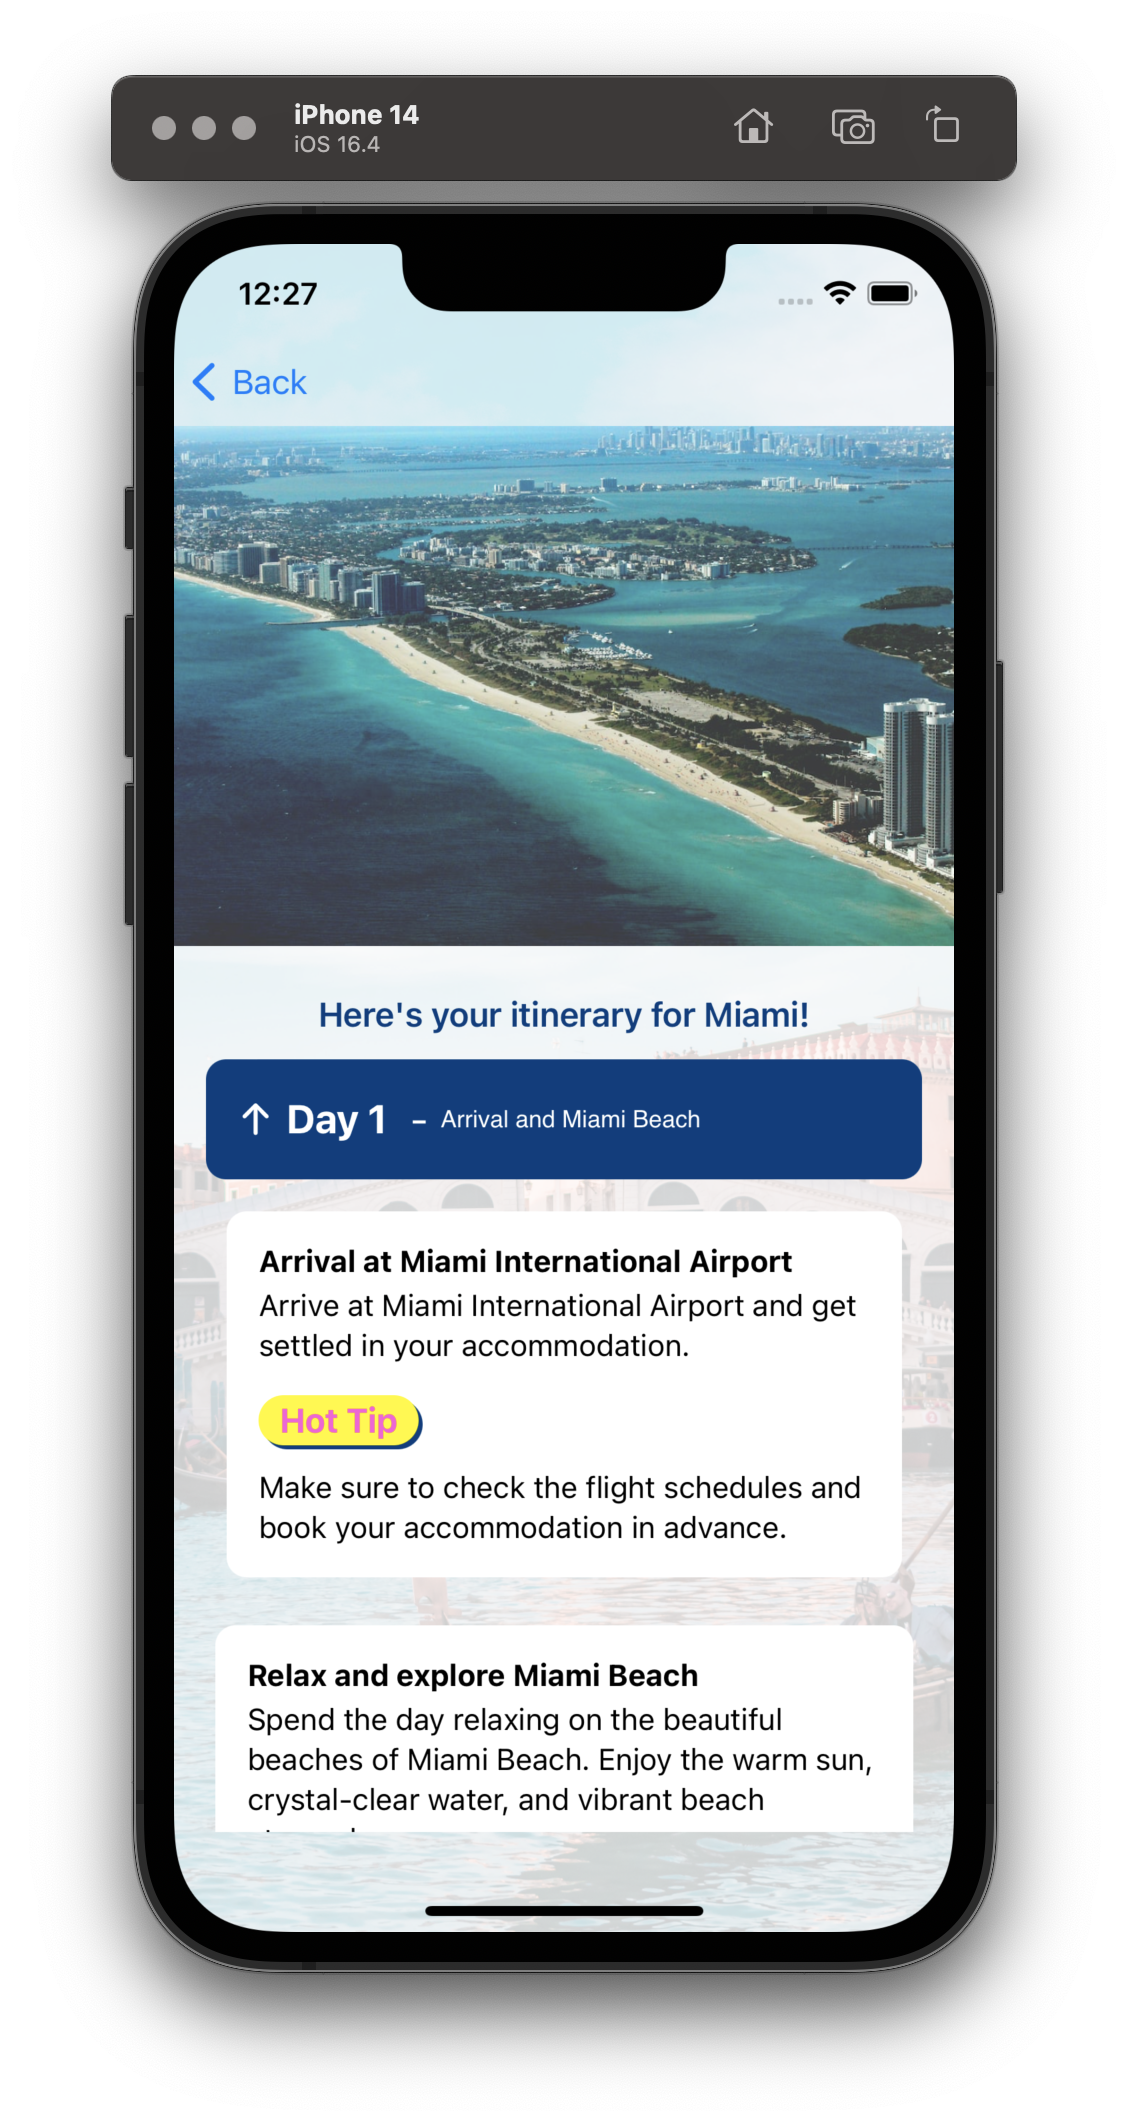 iPhone 14
iOS 16.4
12:27
Back
Here's your itinerary for Miami!
Day 1 – Arrival and Miami Beach
Arrival at Miami International Airport
Arrive at Miami International Airport and get
settled in your accommodation.
Hot Tip
Make sure to check the flight schedules and
book your accommodation in advance.
Relax and explore Miami Beach
Spend the day relaxing on the beautiful
beaches of Miami Beach. Enjoy the warm sun,
crystal-clear water, and vibrant beach